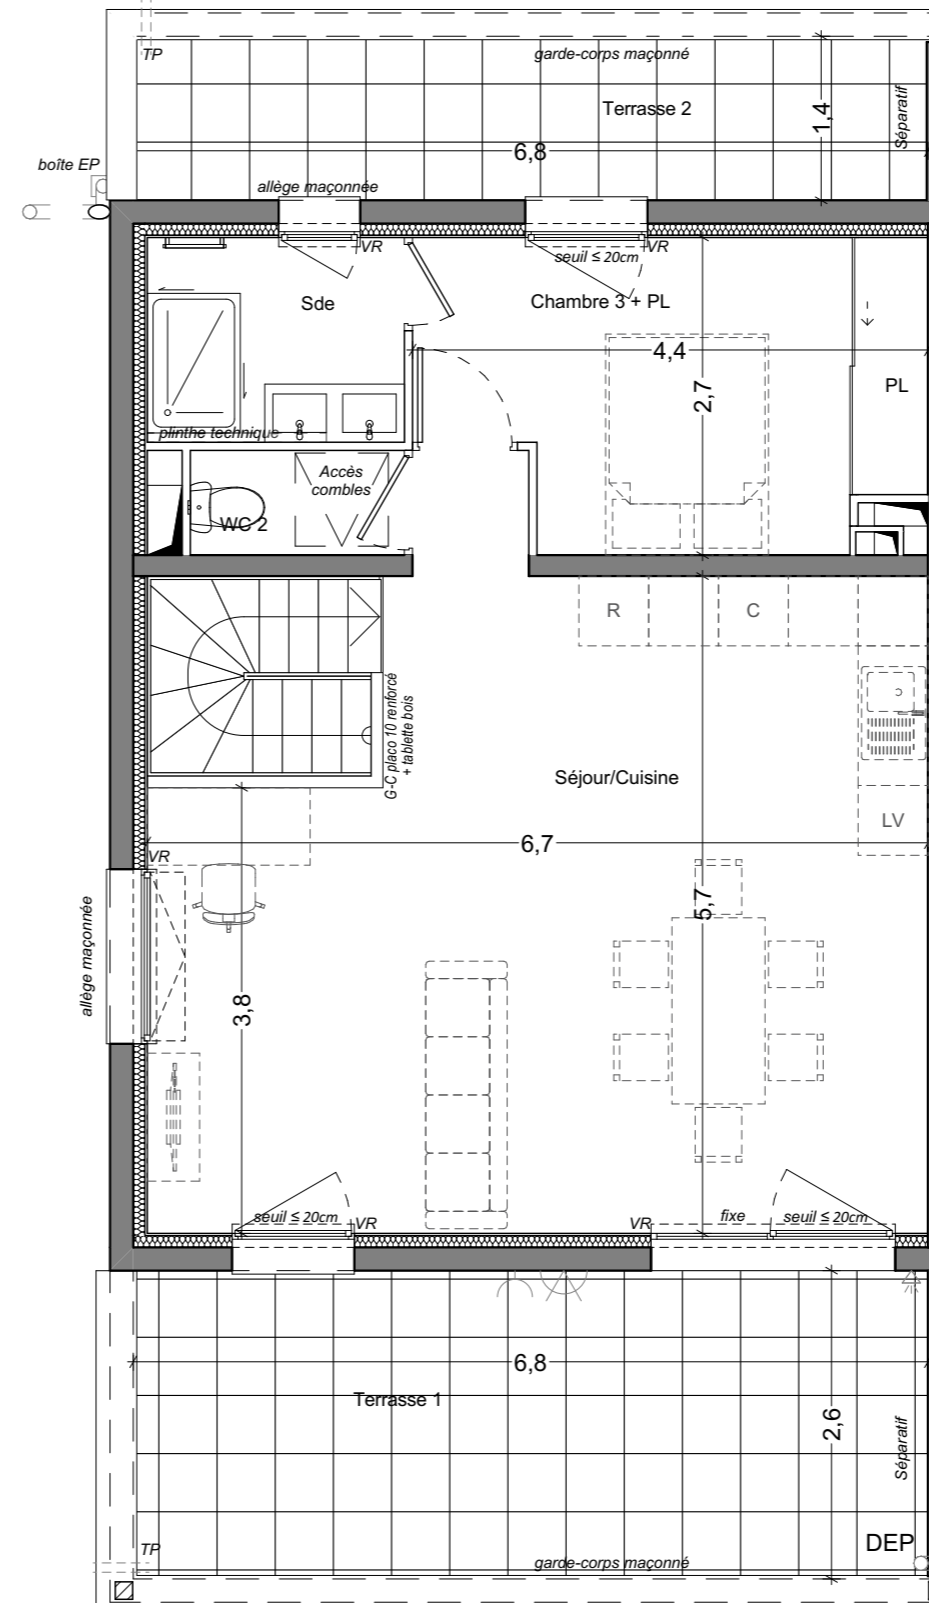 TP
garde-corps maçonné
Terrasse 2
1,4
Séparatif
6,8
boîte EP
allège maçonnée
VR
seuil ≤ 20cm
VR
Sde
Chambre 3 + PL
4,4
2,7
PL
plinthe technique
Accès
combles
WC 2
R
C
G-C placo 10 renforcé
+ tablette bois
Séjour/Cuisine
LV
6,7
VR
5,7
allège maçonnée
3,8
seuil ≤ 20cm
VR
VR
fixe
seuil ≤ 20cm
6,8
Terrasse 1
2,6
Séparatif
DEP
TP
garde-corps maçonné